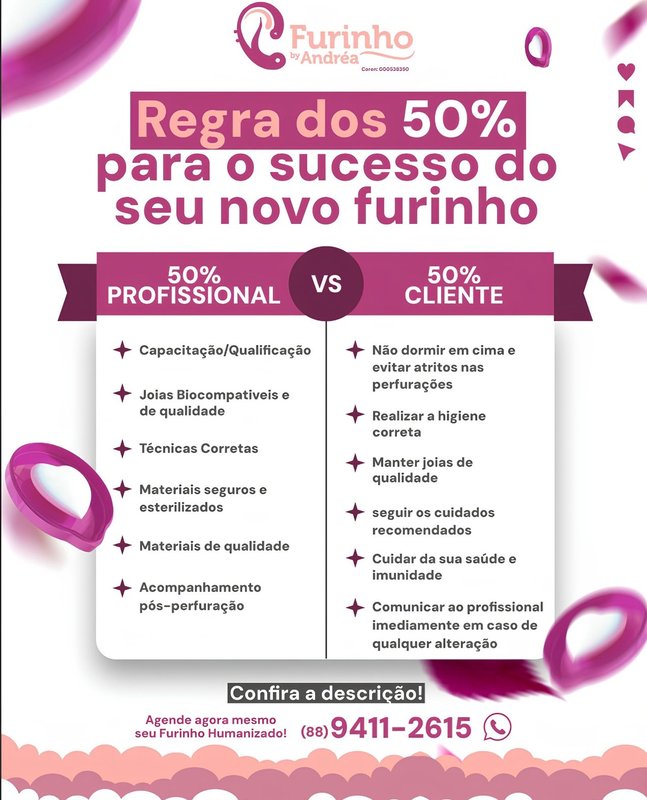 Furinho
by Andréa
Coren: 000538350
Regra dos 50%
para o sucesso do
seu novo furinho
50%
PROFISSIONAL
VS
50%
CLIENTE
Capacitação/Qualificação
Joias Biocompativeis e
de qualidade
Técnicas Corretas
Materiais seguros e
esterilizados
Materiais de qualidade
Acompanhamento
pós-perfuração
Não dormir em cima e
evitar atritos nas
perfurações
Realizar a higiene
correta
Manter joias de
qualidade
seguir os cuidados
recomendados
Cuidar da sua saúde e
imunidade
Comunicar ao profissional
imediamente em caso de
qualquer alteração
Confira a descrição!
Agende agora mesmo
seu Furinho Humanizado!
(88) 9411-2615